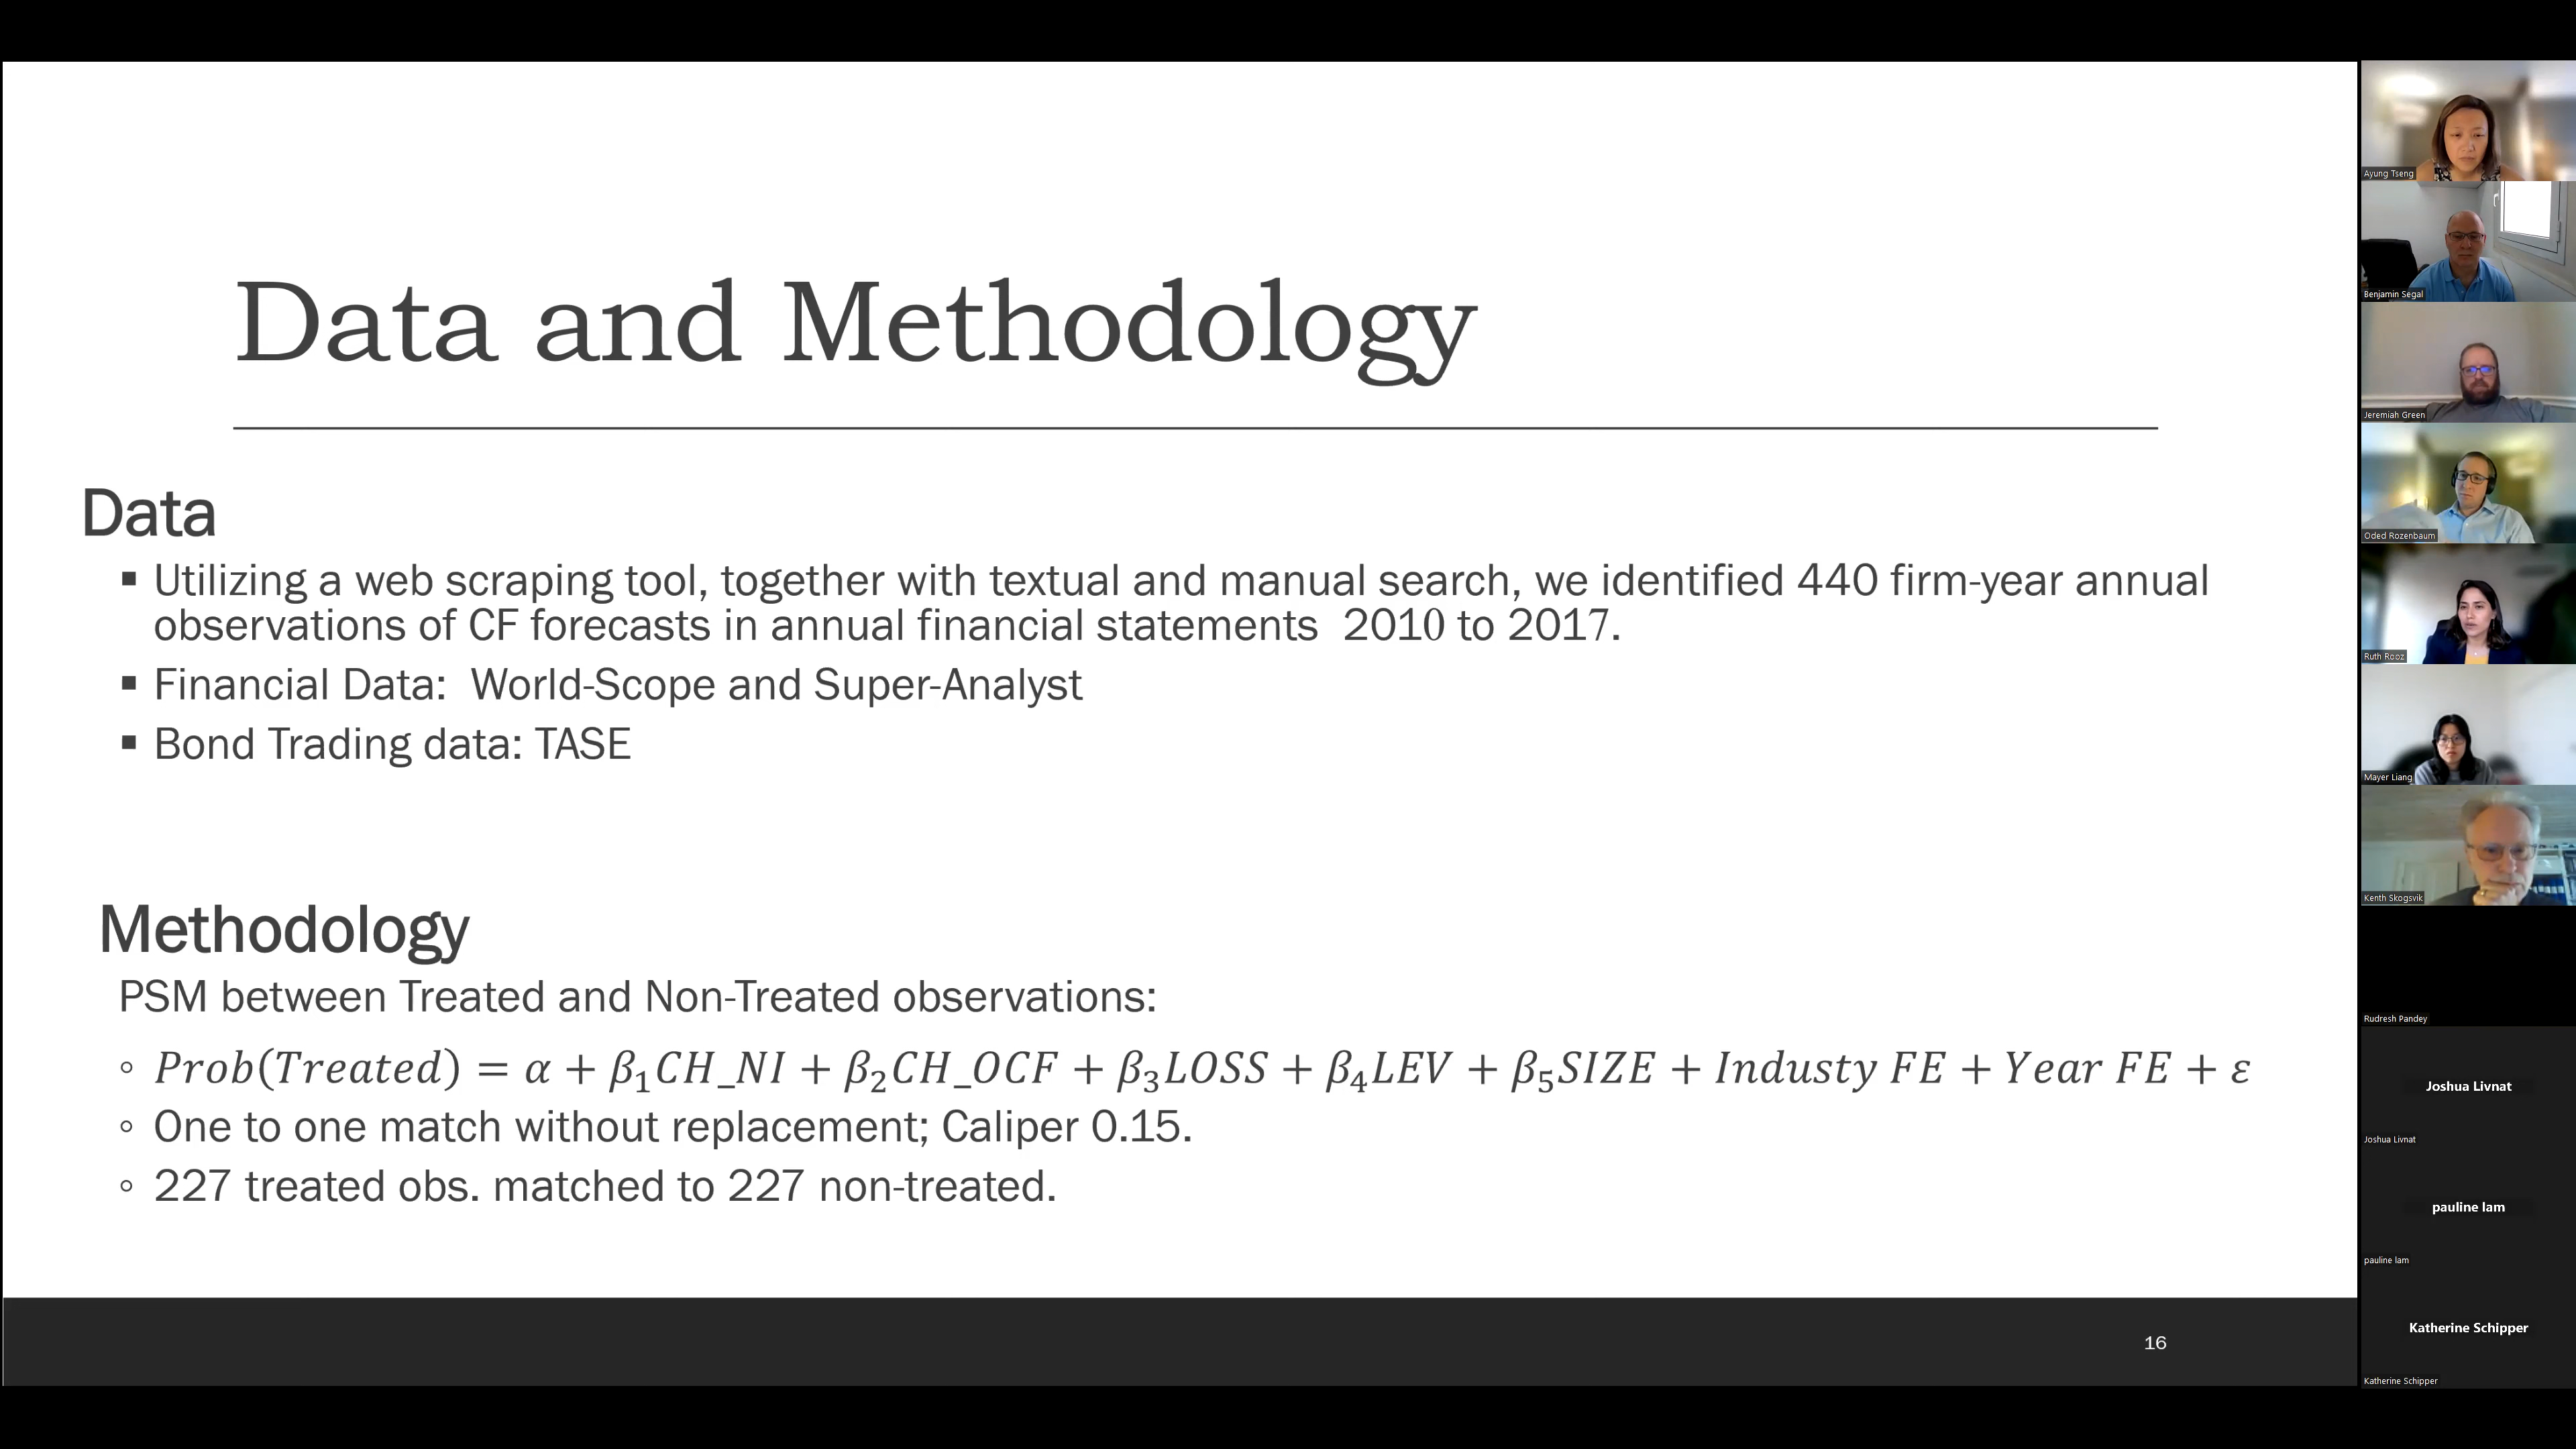 Data and Methodology
Data
▪ Utilizing a web scraping tool, together with textual and manual search, we identified 440 firm-year annual
observations of CF forecasts in annual financial statements  2010 to 2017.
▪ Financial Data:  World-Scope and Super-Analyst
▪ Bond Trading data: TASE
Methodology
PSM between Treated and Non-Treated observations:
◦ Prob(Treated) = α + β₁CH_NI + β₂CH_OCF + β₃LOSS + β₄LEV + β₅SIZE + Industy FE + Year FE + ε
◦ One to one match without replacement; Caliper 0.15.
◦ 227 treated obs. matched to 227 non-treated.
16
Ayung Tseng
Benjamin Segal
Jeremiah Green
Oded Rozenbaum
Ruth Rooz
Mayer Liang
Kenth Skogsvik
Rudresh Pandey
Joshua Livnat
Joshua Livnat
pauline lam
pauline lam
Katherine Schipper
Katherine Schipper